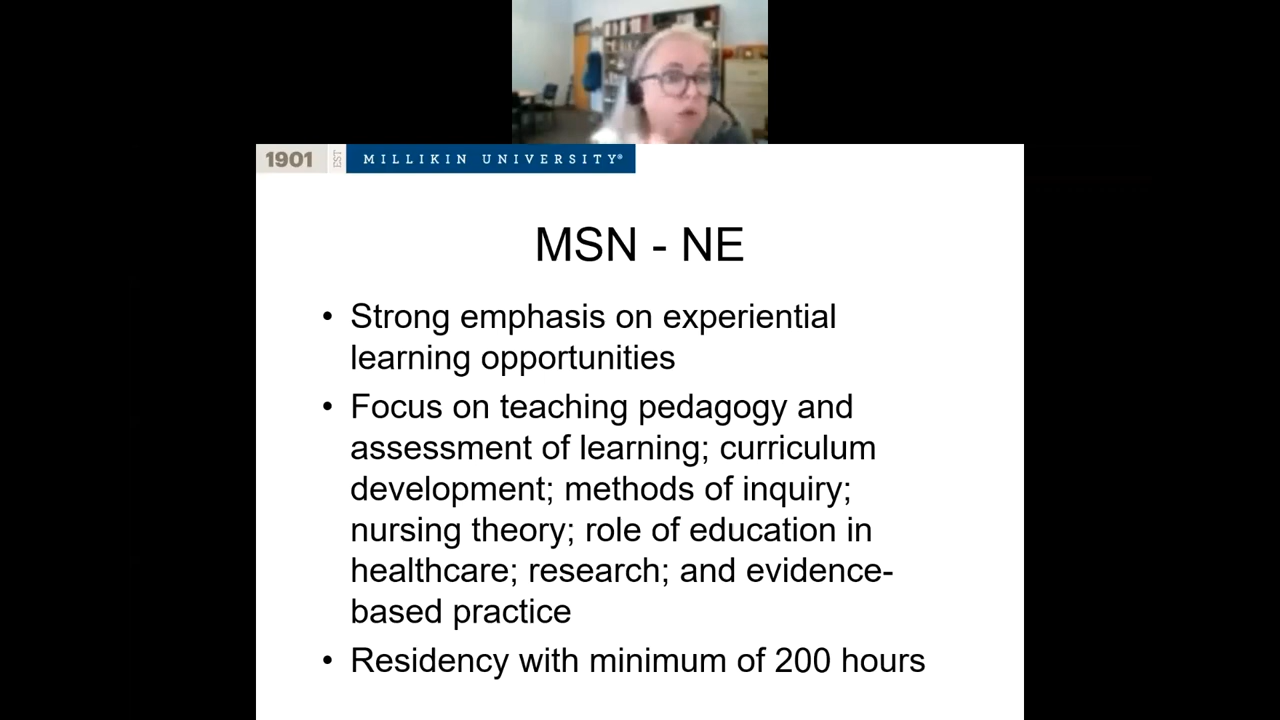 1901 EST MILLIKIN UNIVERSITY®
MSN - NE
• Strong emphasis on experiential
learning opportunities
• Focus on teaching pedagogy and
assessment of learning; curriculum
development; methods of inquiry;
nursing theory; role of education in
healthcare; research; and evidence-
based practice
• Residency with minimum of 200 hours